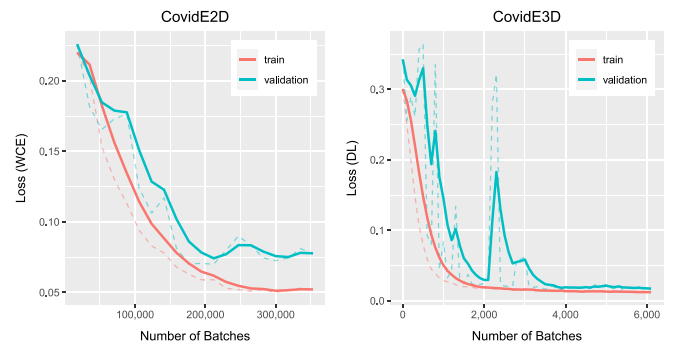 CovidE2D
CovidE3D
train
validation
train
validation
Loss (WCE)
0,20
0,15
0,10
0,05
Loss (DL)
0,3
0,2
0,1
0,0
100,000
200,000
300,000
0
2,000
4,000
6,000
Number of Batches
Number of Batches